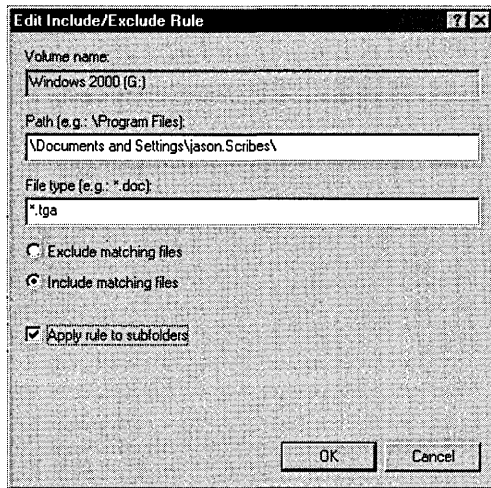 Edit Include/Exclude Rule
Volume name:
Windows 2000 (G:)
Path (e.g.: \Program Files):
\Documents and Settings\jason.Scribes\
File type (e.g.: *.doc):
*.tga
Exclude matching files
Include matching files
Apply rule to subfolders
OK Cancel